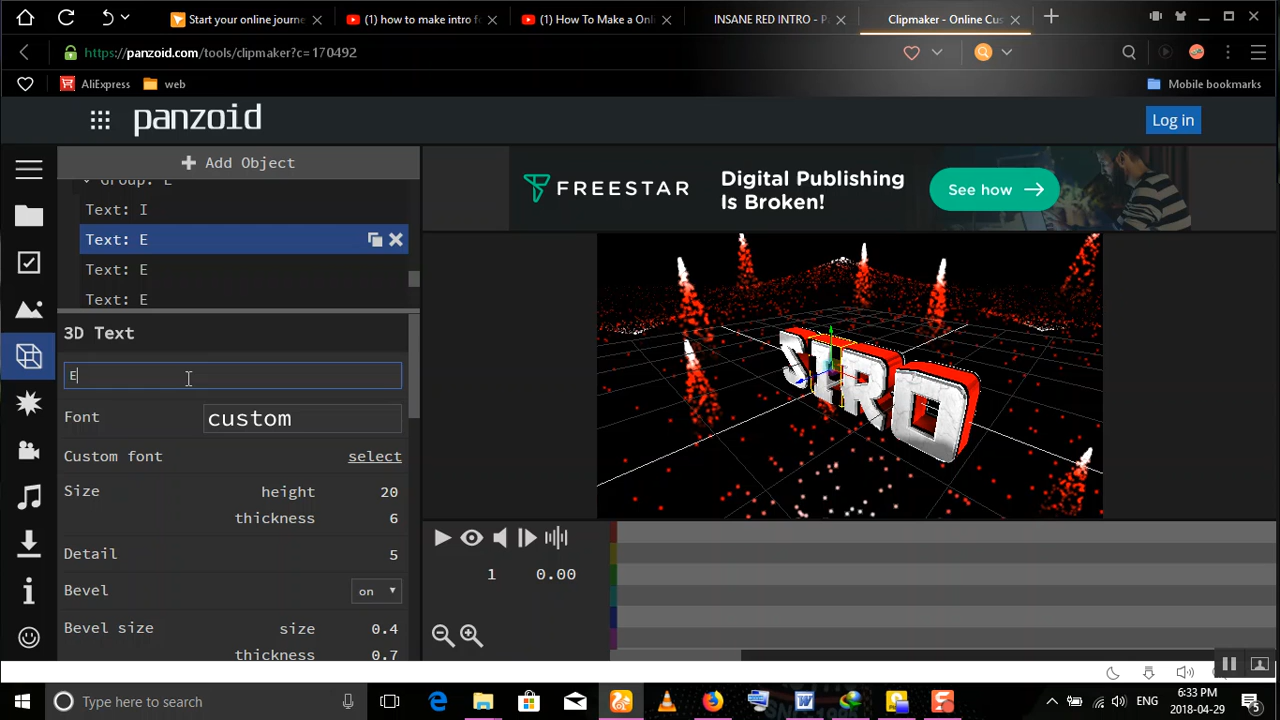 Start your online journe
(1) how to make intro f
(1) How To Make a Onl
INSANE RED INTRO - P
Clipmaker - Online Cus
https://panzoid.com/tools/clipmaker?c=170492
AliExpress
web
Mobile bookmarks
panzoid
Log in
Add Object
FREESTAR
Digital Publishing
Is Broken!
See how
Group: E
Text: I
Text: E
Text: E
Text: E
3D Text
E
Font
custom
Custom font
select
Size
height
20
thickness
6
Detail
5
Bevel
on
Bevel size
size
0.4
thickness
0.7
1
0.00
Type here to search
ENG
6:33 PM
2018-04-29
5